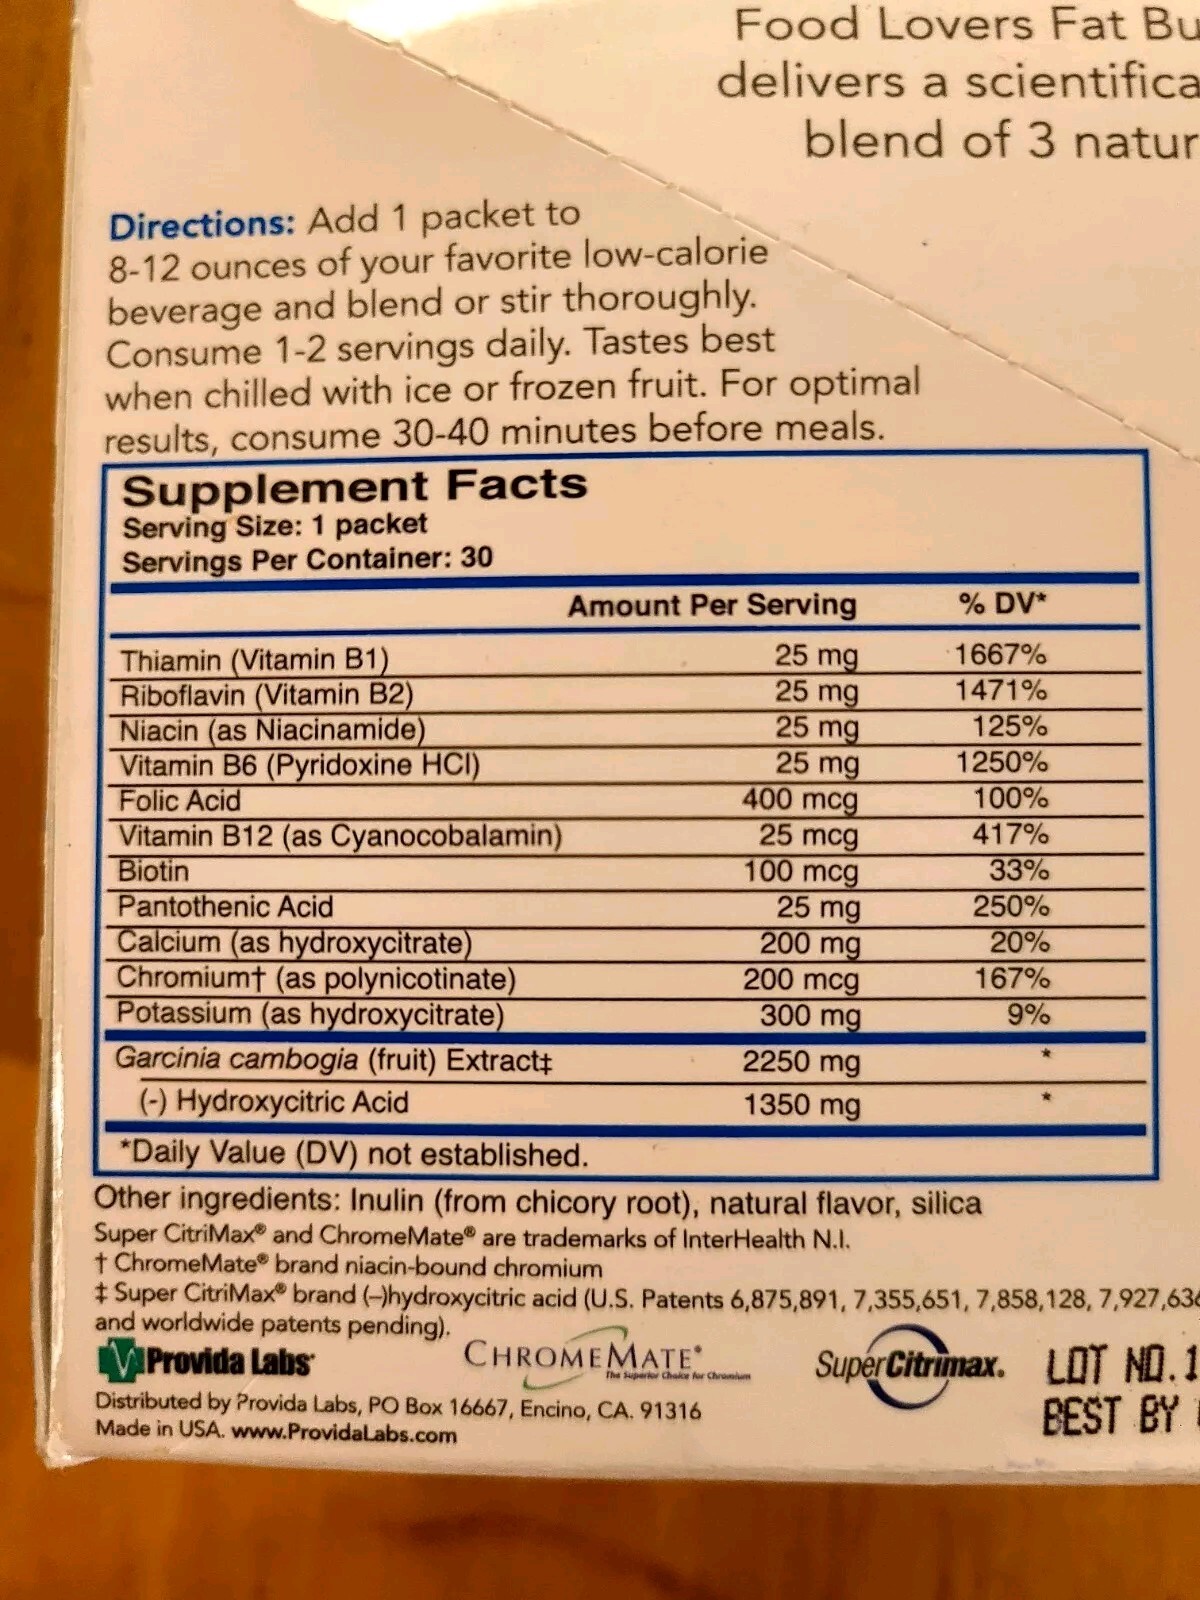 Food Lovers Fat
delivers a
blend of 3
Directions: Add 1 packet to
8-12 ounces of your favorite low-calorie
beverage and blend or stir thoroughly.
Consume 1-2 servings daily. Tastes best
when chilled with ice or frozen fruit. For optimal
results, consume 30-40 minutes before meals.
Supplement Facts
Serving Size: 1 packet
Servings Per Container: 30
Amount Per Serving % DV*
Thiamin (Vitamin B1) 25 mg 1667%
Riboflavin (Vitamin B2) 25 mg 1471%
Niacin (as Niacinamide) 25 mg 125%
Vitamin B6 (Pyridoxine HCl) 25 mg 1250%
Folic Acid 400 mcg 100%
Vitamin B12 (as Cyanocobalamin) 25 mcg 417%
Biotin 100 mcg 33%
Pantothenic Acid 25 mg 250%
Calcium (as hydroxycitrate) 200 mg 20%
Chromium† (as polynicotinate) 200 mcg 167%
Potassium (as hydroxycitrate) 300 mg 9%
Garcinia cambogia (fruit) Extract‡ 2250 mg *
(-) Hydroxycitric Acid 1350 mg *
*Daily Value (DV) not established.
Other ingredients: Inulin (from chicory root), natural flavor, silica
Super CitriMax® and ChromeMate® are trademarks of InterHealth N.I.
† ChromeMate® brand niacin-bound chromium
‡ Super CitriMax® brand (–)hydroxycitric acid (U.S. Patents 6,875,891, 7,355,651, 7,858,128,
and worldwide patents pending).
Provida Labs
CHROMEMATE®
The Superior Choice for Chromium
SuperCitrimax.
LOT NO.
BEST BY
Distributed by Provida Labs, PO Box 16667, Encino, CA. 91316
Made in USA. www.ProvidaLabs.com